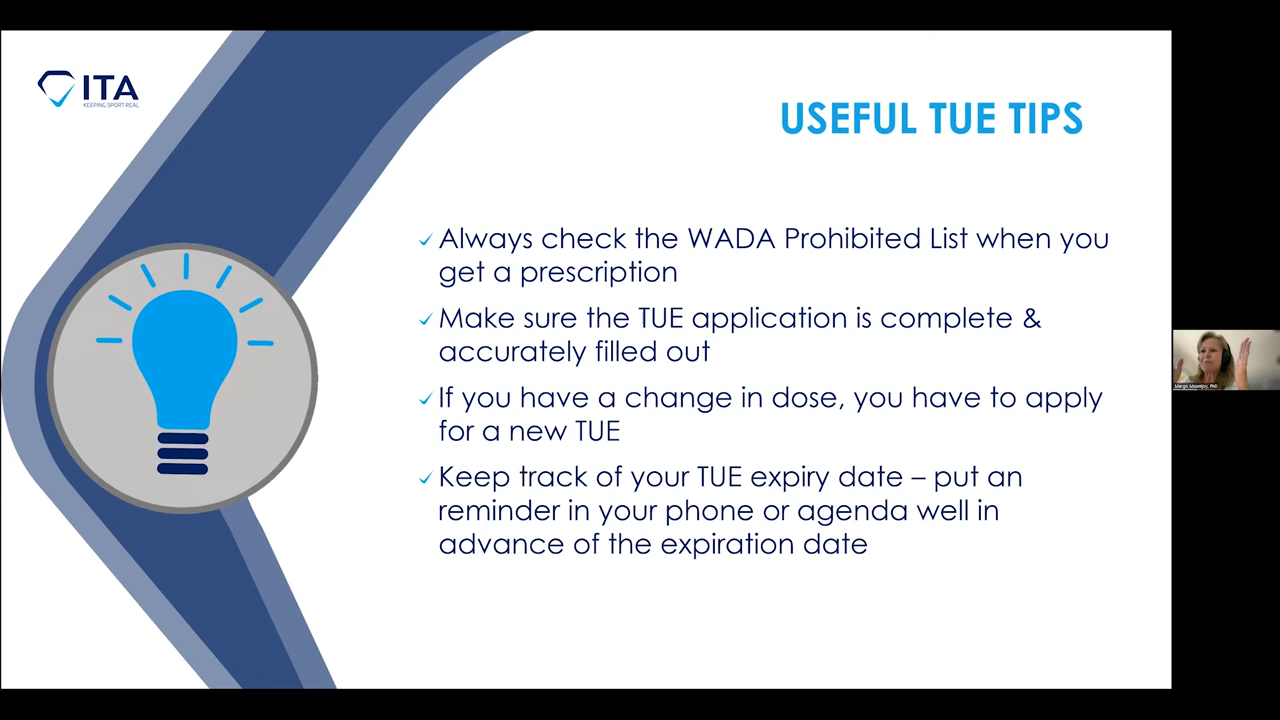 ITA
KEEPING SPORT REAL
USEFUL TUE TIPS
Always check the WADA Prohibited List when you
get a prescription
Make sure the TUE application is complete &
accurately filled out
If you have a change in dose, you have to apply
for a new TUE
Keep track of your TUE expiry date – put an
reminder in your phone or agenda well in
advance of the expiration date
Margo Mountjoy, PhD